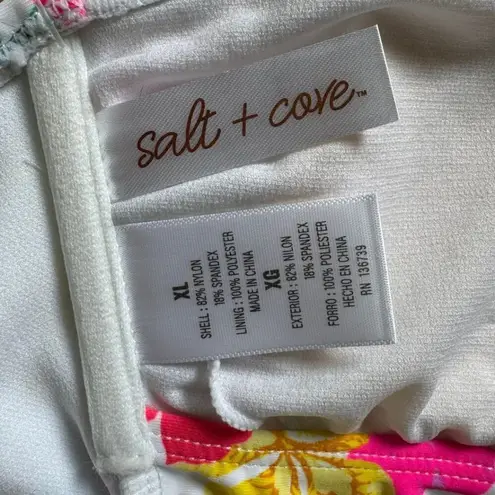 salt + cove™
XL
SHELL : 82% NYLON
18% SPANDEX
LINING : 100% POLYESTER
MADE IN CHINA
XG
EXTERIOR : 82% NILON
18% SPANDEX
FORRO : 100% POLIESTER
HECHO EN CHINA
RN 136739